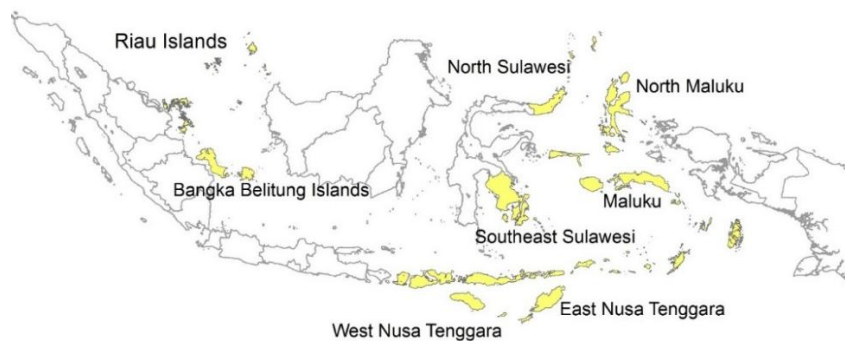 Riau Islands
North Sulawesi
North Maluku
Bangka Belitung Islands
Maluku
Southeast Sulawesi
East Nusa Tenggara
West Nusa Tenggara